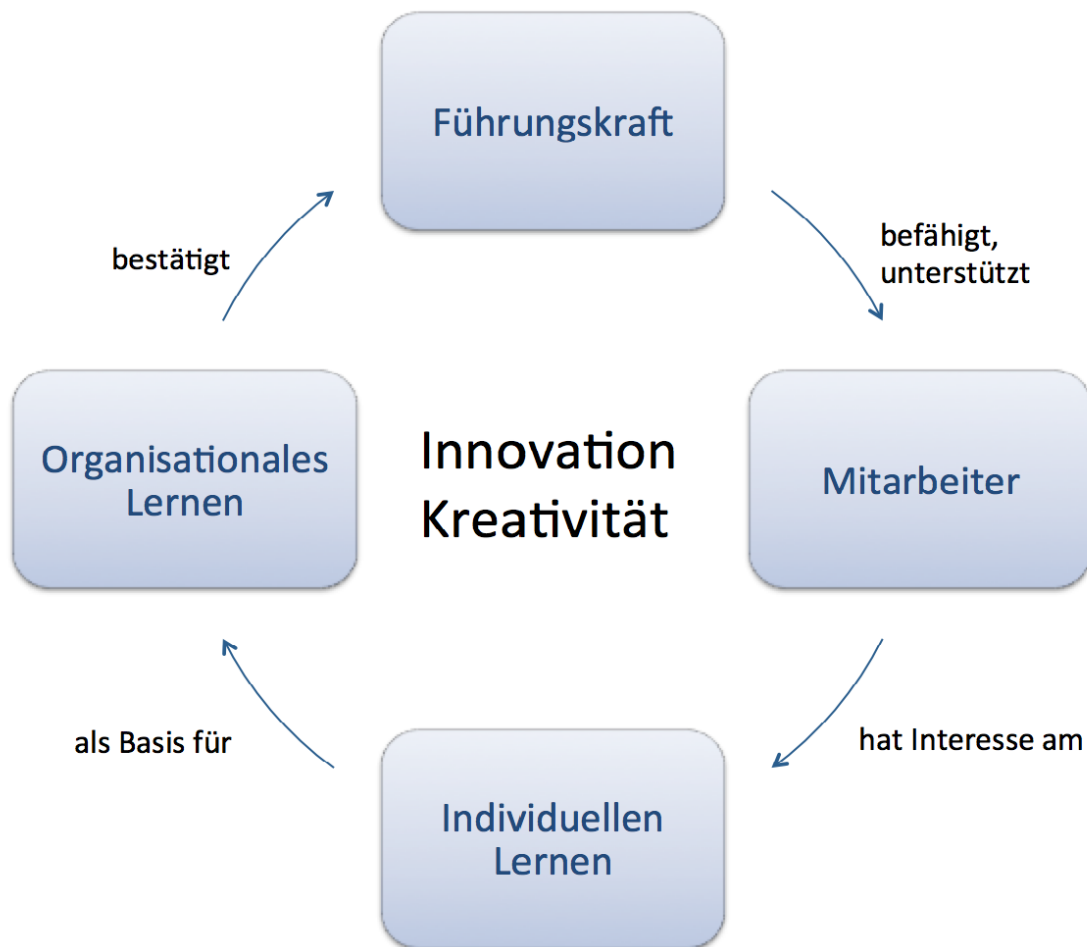 Führungskraft
befähigt,
unterstützt
Mitarbeiter
hat Interesse am
Individuellen
Lernen
als Basis für
Organisationales
Lernen
bestätigt
Innovation
Kreativität